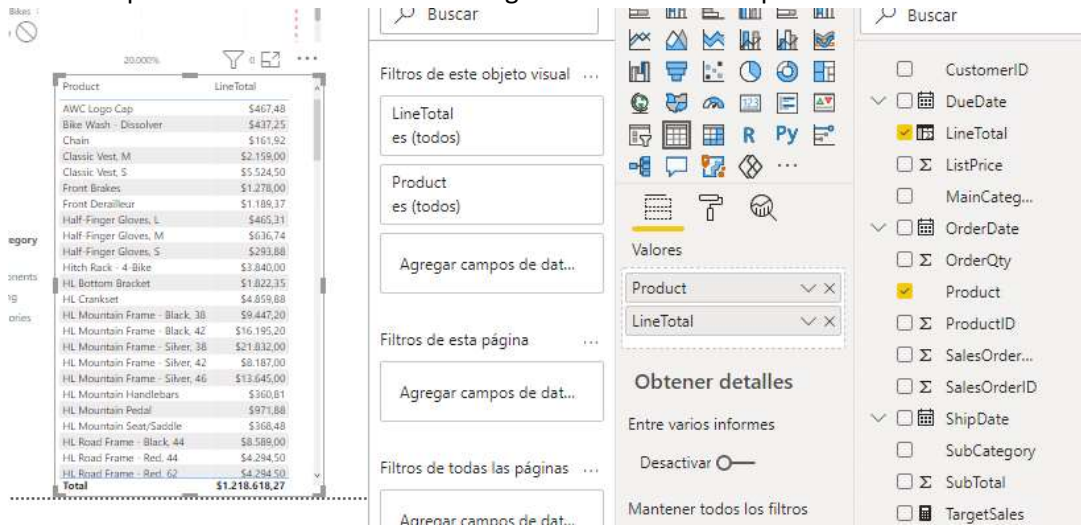 Bikes
20.000%
egory
onents
ng
ories
Product LineTotal
AWC Logo Cap $467,48
Bike Wash - Dissolver $437,25
Chain $161,92
Classic Vest, M $2.159,00
Classic Vest, S $5.524,50
Front Brakes $1.278,00
Front Derailleur $1.189,37
Half-Finger Gloves, L $465,31
Half-Finger Gloves, M $636,74
Half-Finger Gloves, S $293,88
Hitch Rack - 4-Bike $3.840,00
HL Bottom Bracket $1.822,35
HL Crankset $4.859,88
HL Mountain Frame - Black, 38 $9.447,20
HL Mountain Frame - Black, 42 $16.195,20
HL Mountain Frame - Silver, 38 $21.832,00
HL Mountain Frame - Silver, 42 $8.187,00
HL Mountain Frame - Silver, 46 $13.645,00
HL Mountain Handlebars $360,81
HL Mountain Pedal $971,88
HL Mountain Seat/Saddle $368,48
HL Road Frame - Black, 44 $8.589,00
HL Road Frame - Red, 44 $4.294,50
HL Road Frame - Red, 62 $4.294,50
Total $1.218.618,27
Buscar
Filtros de este objeto visual ...
LineTotal
es (todos)
Product
es (todos)
Agregar campos de dat...
Filtros de esta página ...
Agregar campos de dat...
Filtros de todas las páginas ...
Agregar campos de dat...
123
R Py
...
Valores
Product
LineTotal
Obtener detalles
Entre varios informes
Desactivar
Mantener todos los filtros
Buscar
CustomerID
DueDate
LineTotal
Σ ListPrice
MainCateg...
OrderDate
Σ OrderQty
Product
Σ ProductID
Σ SalesOrder...
Σ SalesOrderID
ShipDate
SubCategory
Σ SubTotal
TargetSales